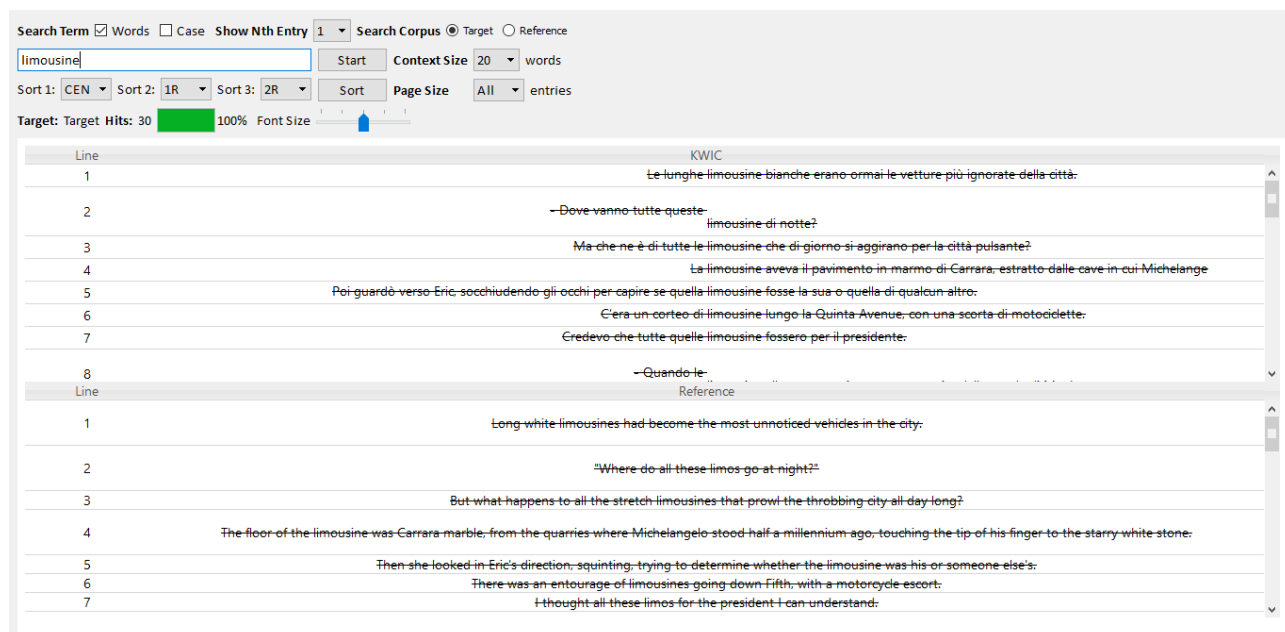 Search Term Words Case Show Nth Entry 1 Search Corpus Target Reference
limousine Start Context Size 20 words
Sort 1: CEN Sort 2: 1R Sort 3: 2R Sort Page Size All entries
Target: Target Hits: 30 100% Font Size
Line KWIC
1 Le lunghe limousine bianche erano ormai le vetture più ignorate della città.
2 - Dove vanno tutte queste
limousine di notte?
3 Ma che ne è di tutte le limousine che di giorno si aggirano per la città pulsante?
4 La limousine aveva il pavimento in marmo di Carrara, estratto dalle cave in cui Michelange
5 Poi guardò verso Eric, socchiudendo gli occhi per capire se quella limousine fosse la sua o quella di qualcun altro.
6 C'era un corteo di limousine lungo la Quinta Avenue, con una scorta di motociclette.
7 Credevo che tutte quelle limousine fossero per il presidente.
8 - Quando le
Line Reference
1 Long white limousines had become the most unnoticed vehicles in the city.
2 "Where do all these limos go at night?"
3 But what happens to all the stretch limousines that prowl the throbbing city all day long?
4 The floor of the limousine was Carrara marble, from the quarries where Michelangelo stood half a millennium ago, touching the tip of his finger to the starry white stone.
5 Then she looked in Eric's direction, squinting, trying to determine whether the limousine was his or someone else's.
6 There was an entourage of limousines going down Fifth, with a motorcycle escort.
7 I thought all these limos for the president I can understand.